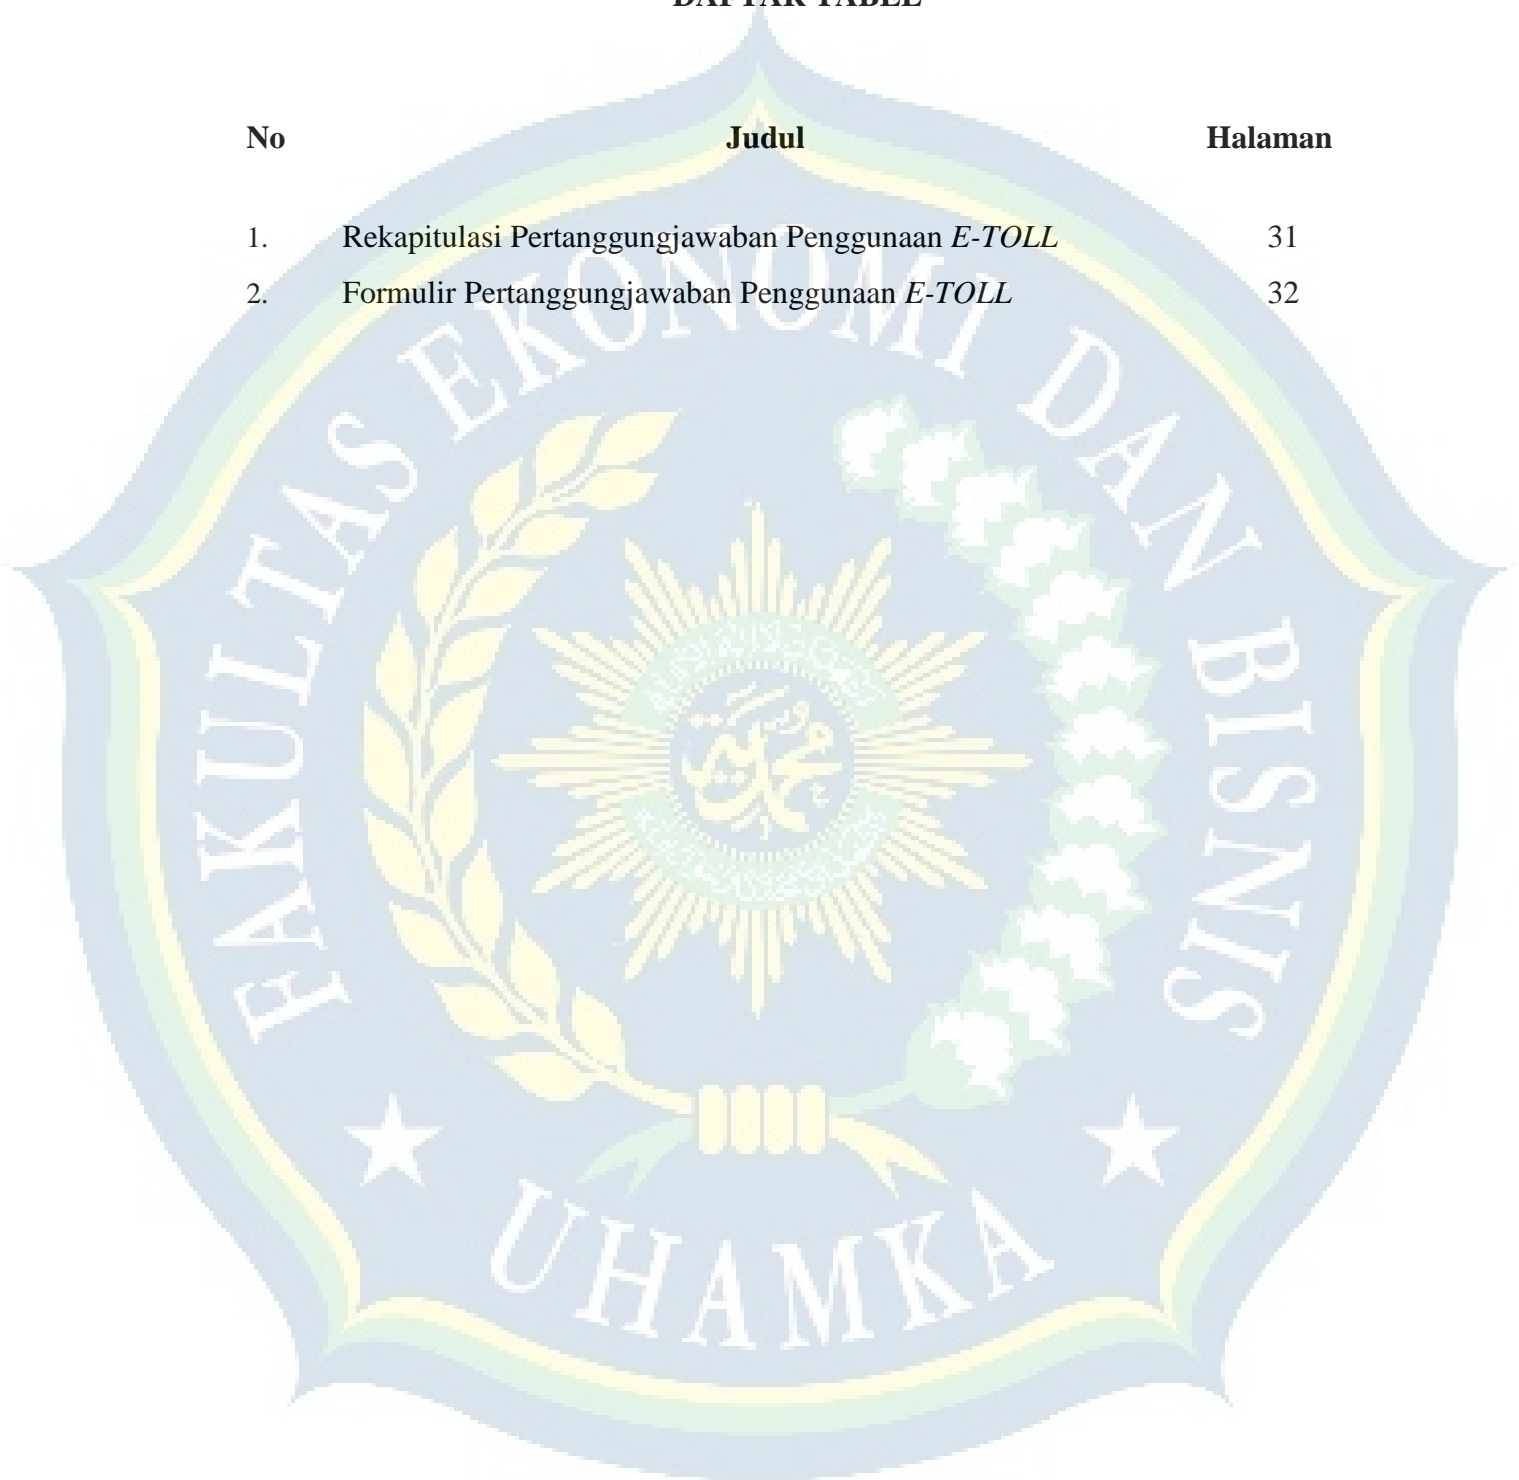 DAFTAR TABEL
No Judul Halaman
1. Rekapitulasi Pertanggungjawaban Penggunaan E-TOLL 31
2. Formulir Pertanggungjawaban Penggunaan E-TOLL 32
FAKULTAS EKONOMI DAN BISNIS
محمدية
UHAMKA